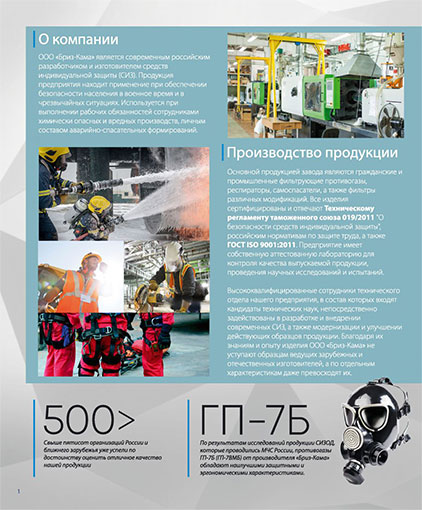 О компании
ООО «Бриз-Кама» является современным российским
разработчиком и изготовителем средств
индивидуальной защиты (СИЗ). Продукция
предприятия находит применение при обеспечении
безопасности населения в военное время и в
чрезвычайных ситуациях. Используется при
выполнении рабочих обязанностей сотрудниками
химически опасных и вредных производств, личным
составом аварийно-спасательных формирований.
Производство продукции
Основной продукцией завода являются гражданские и
промышленные фильтрующие противогазы,
респираторы, самоспасатели, а также фильтры
различных модификаций. Все изделия
сертифицированы и отвечают Техническому
регламенту таможенного союза 019/2011 "О
безопасности средств индивидуальной защиты",
российским нормативам по защите труда, а также
ГОСТ ISO 9001:2011. Предприятие имеет
собственную аттестованную лабораторию для
контроля качества выпускаемой продукции,
проведения научных исследований и испытаний.
Высококвалифицированные сотрудники технического
отдела нашего предприятия, в состав которых входят
кандидаты технических наук, непосредственно
задействованы в разработке и внедрении
современных СИЗ, а также модернизации и улучшении
действующих образцов продукции. Благодаря их
знаниям и опыту изделия ООО «Бриз-Кама» не
уступают образцам ведущих зарубежных и
отечественных изготовителей, а по отдельным
характеристикам даже превосходят их.
500>
Свыше пятисот организаций России и
ближнего зарубежья уже успели по
достоинству оценить отличное качество
нашей продукции
ГП-7Б
По результатам исследований продукции СИЗОД,
которые проводились МЧС России, противогазы
ГП-7Б (ГП-7ВМБ) от производителя «Бриз-Кама»
обладают наилучшими защитными и
эргономическими характеристиками.
1